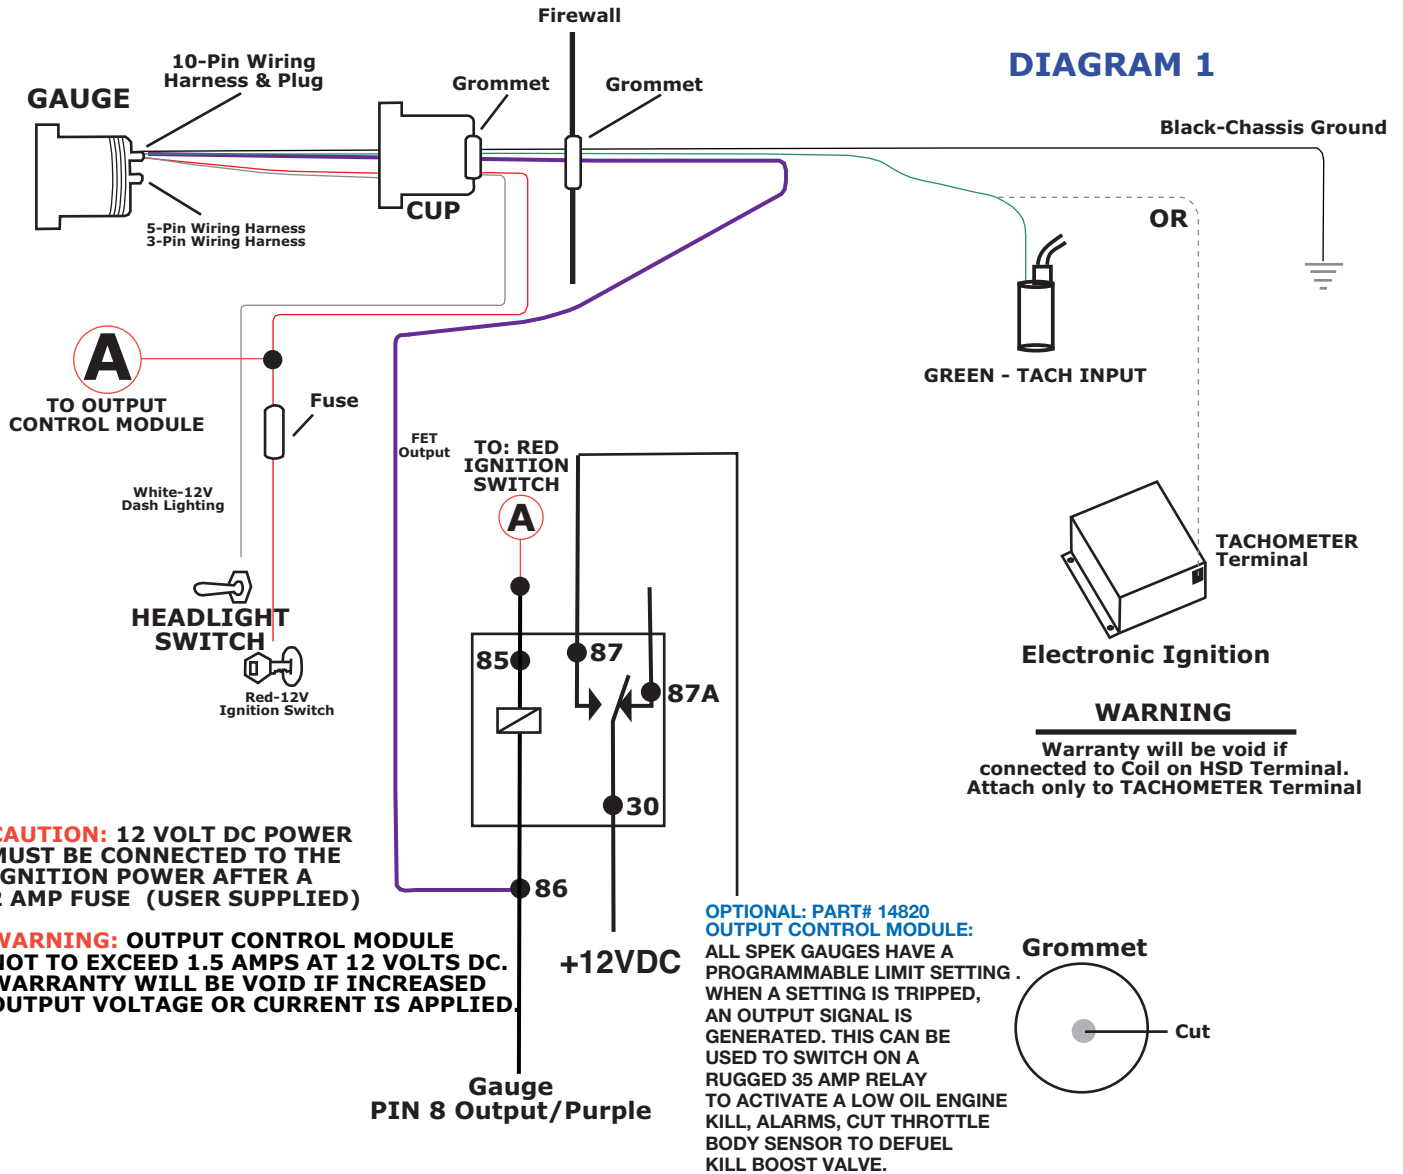 Firewall
DIAGRAM 1
10-Pin Wiring
Harness & Plug
GAUGE
Grommet
Grommet
Black-Chassis Ground
CUP
OR
5-Pin Wiring Harness
3-Pin Wiring Harness
A
TO OUTPUT
CONTROL MODULE
Fuse
GREEN - TACH INPUT
FET
Output
TO: RED
IGNITION
SWITCH
A
White-12V
Dash Lighting
TACHOMETER
Terminal
HEADLIGHT
SWITCH
Red-12V
Ignition Switch
85
87
87A
30
86
Electronic Ignition
WARNING
Warranty will be void if
connected to Coil on HSD Terminal.
Attach only to TACHOMETER Terminal
CAUTION: 12 VOLT DC POWER
MUST BE CONNECTED TO THE
IGNITION POWER AFTER A
2 AMP FUSE (USER SUPPLIED)
WARNING: OUTPUT CONTROL MODULE
NOT TO EXCEED 1.5 AMPS AT 12 VOLTS DC.
WARRANTY WILL BE VOID IF INCREASED
OUTPUT VOLTAGE OR CURRENT IS APPLIED.
+12VDC
Gauge
PIN 8 Output/Purple
OPTIONAL: PART# 14820
OUTPUT CONTROL MODULE:
ALL SPEK GAUGES HAVE A
PROGRAMMABLE LIMIT SETTING .
WHEN A SETTING IS TRIPPED,
AN OUTPUT SIGNAL IS
GENERATED. THIS CAN BE
USED TO SWITCH ON A
RUGGED 35 AMP RELAY
TO ACTIVATE A LOW OIL ENGINE
KILL, ALARMS, CUT THROTTLE
BODY SENSOR TO DEFUEL
KILL BOOST VALVE.
Grommet
Cut